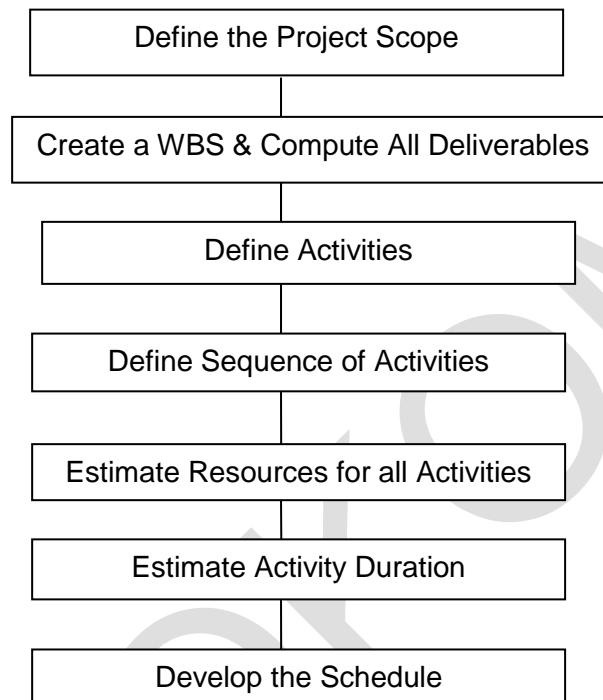 Define the Project Scope
Create a WBS & Compute All Deliverables
Define Activities
Define Sequence of Activities
Estimate Resources for all Activities
Estimate Activity Duration
Develop the Schedule